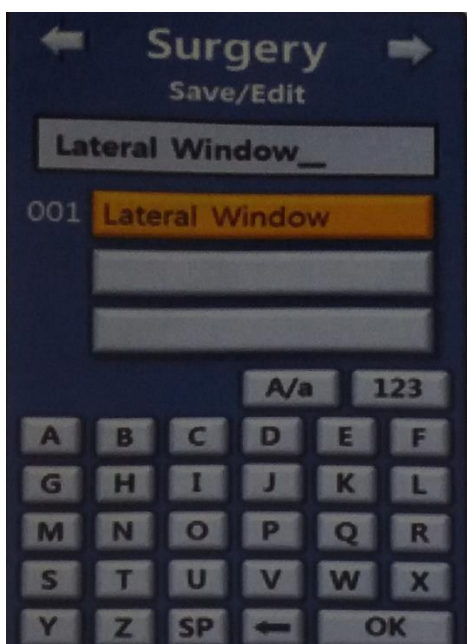 Surgery
Save/Edit
Lateral Window_
001 Lateral Window
A/a 123
A B C D E F
G H I J K L
M N O P Q R
S T U V W X
Y Z SP ← OK